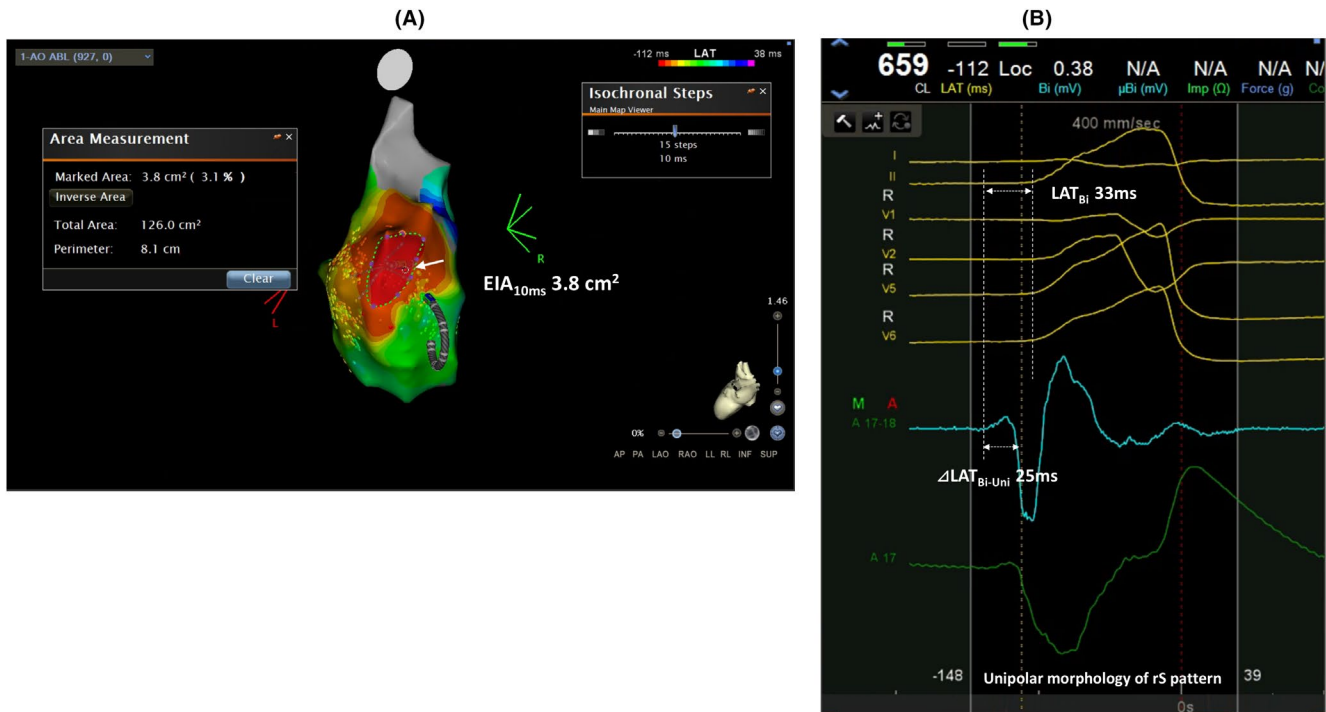 (A)
1-AO ABL (927, 0)
-112 ms LAT 38 ms
Isochronal Steps
Main Map Viewer
15 steps
10 ms
Area Measurement
Marked Area: 3.8 cm² ( 3.1 % )
Inverse Area
Total Area: 126.0 cm²
Perimeter: 8.1 cm
Clear
R
L
EIA10ms 3.8 cm²
1.46
0%
AP PA LAO RAO LL RL INF SUP
(B)
659 -112 Loc 0.38 N/A N/A N/A N/
CL LAT (ms) Bi (mV) µBi (mV) Imp (Ω) Force (g) Co
400 mm/sec
I
II
R
V1
R
V2
R
V5
R
V6
LATBi 33ms
M A
A 17-18
⊿LATBi-Uni 25ms
A 17
-148 Unipolar morphology of rS pattern 39
0s